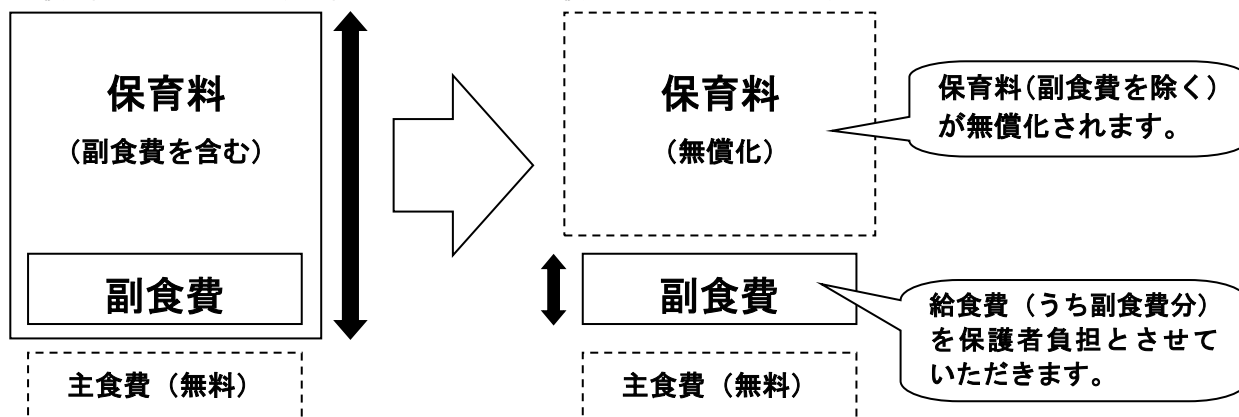 保育料
（副食費を含む）
副食費
主食費（無料）
保育料
（無償化）
副食費
主食費（無料）
保育料（副食費を除く）
が無償化されます。
給食費（うち副食費分）
を保護者負担とさせて
いただきます。